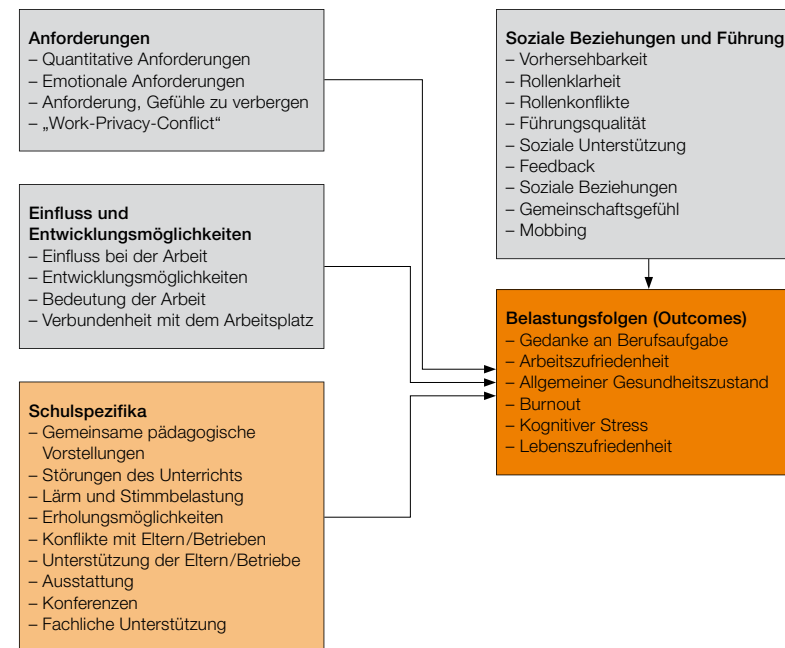 Anforderungen
– Quantitative Anforderungen
– Emotionale Anforderungen
– Anforderung, Gefühle zu verbergen
– „Work-Privacy-Conflict“
Einfluss und
Entwicklungsmöglichkeiten
– Einfluss bei der Arbeit
– Entwicklungsmöglichkeiten
– Bedeutung der Arbeit
– Verbundenheit mit dem Arbeitsplatz
Schulspezifika
– Gemeinsame pädagogische
Vorstellungen
– Störungen des Unterrichts
– Lärm und Stimmbelastung
– Erholungsmöglichkeiten
– Konflikte mit Eltern/Betrieben
– Unterstützung der Eltern/Betriebe
– Ausstattung
– Konferenzen
– Fachliche Unterstützung
Soziale Beziehungen und Führung
– Vorhersehbarkeit
– Rollenklarheit
– Rollenkonflikte
– Führungsqualität
– Soziale Unterstützung
– Feedback
– Soziale Beziehungen
– Gemeinschaftsgefühl
– Mobbing
Belastungsfolgen (Outcomes)
– Gedanke an Berufsaufgabe
– Arbeitszufriedenheit
– Allgemeiner Gesundheitszustand
– Burnout
– Kognitiver Stress
– Lebenszufriedenheit